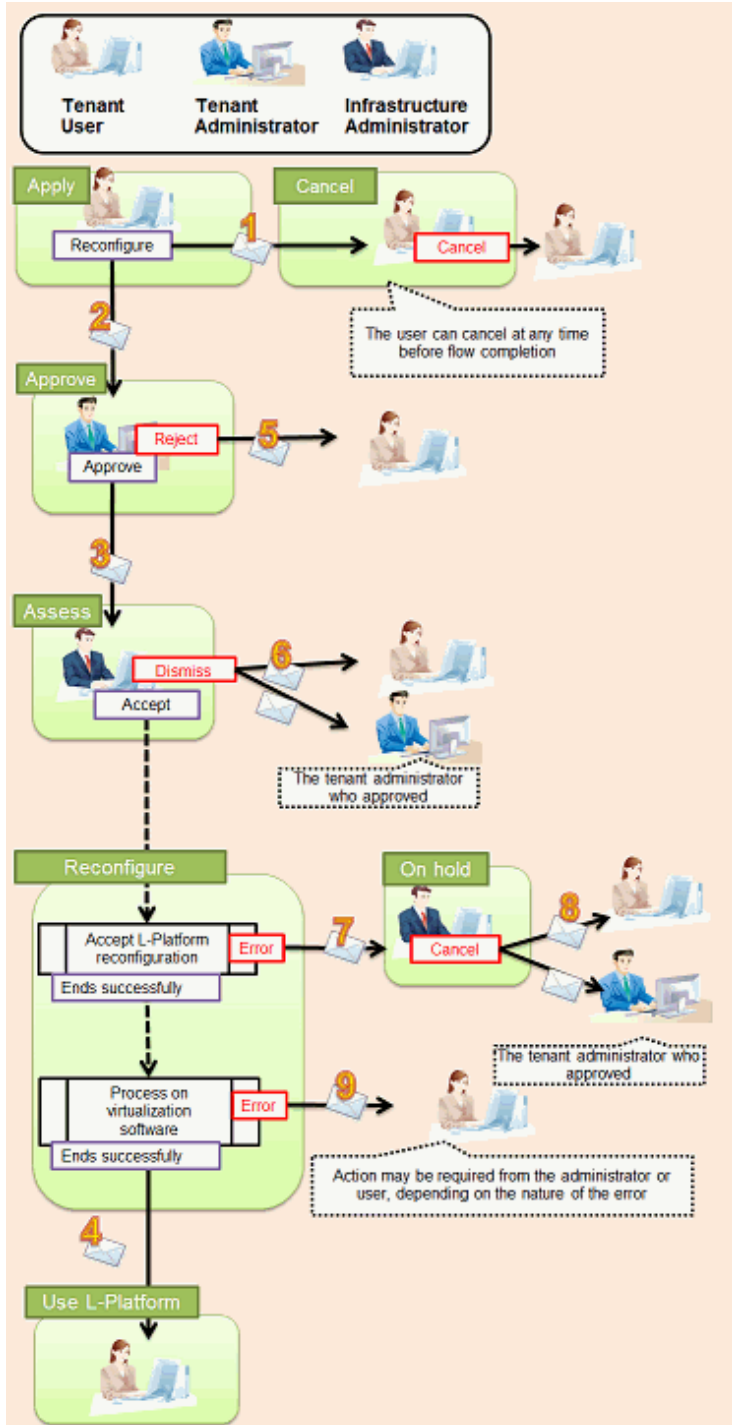 Tenant
User
Tenant
Administrator
Infrastructure
Administrator
Apply
Cancel
Reconfigure
1
Cancel
2
The user can cancel at any time
before flow completion
Approve
Reject
5
Approve
3
Assess
Dismiss
6
Accept
The tenant administrator
who approved
Reconfigure
On hold
Accept L-Platform
reconfiguration
Error
7
Cancel
8
Ends successfully
The tenant administrator who
approved
Process on
virtualization
software
Error
9
Ends successfully
Action may be required from the administrator or
user, depending on the nature of the error
4
Use L-Platform